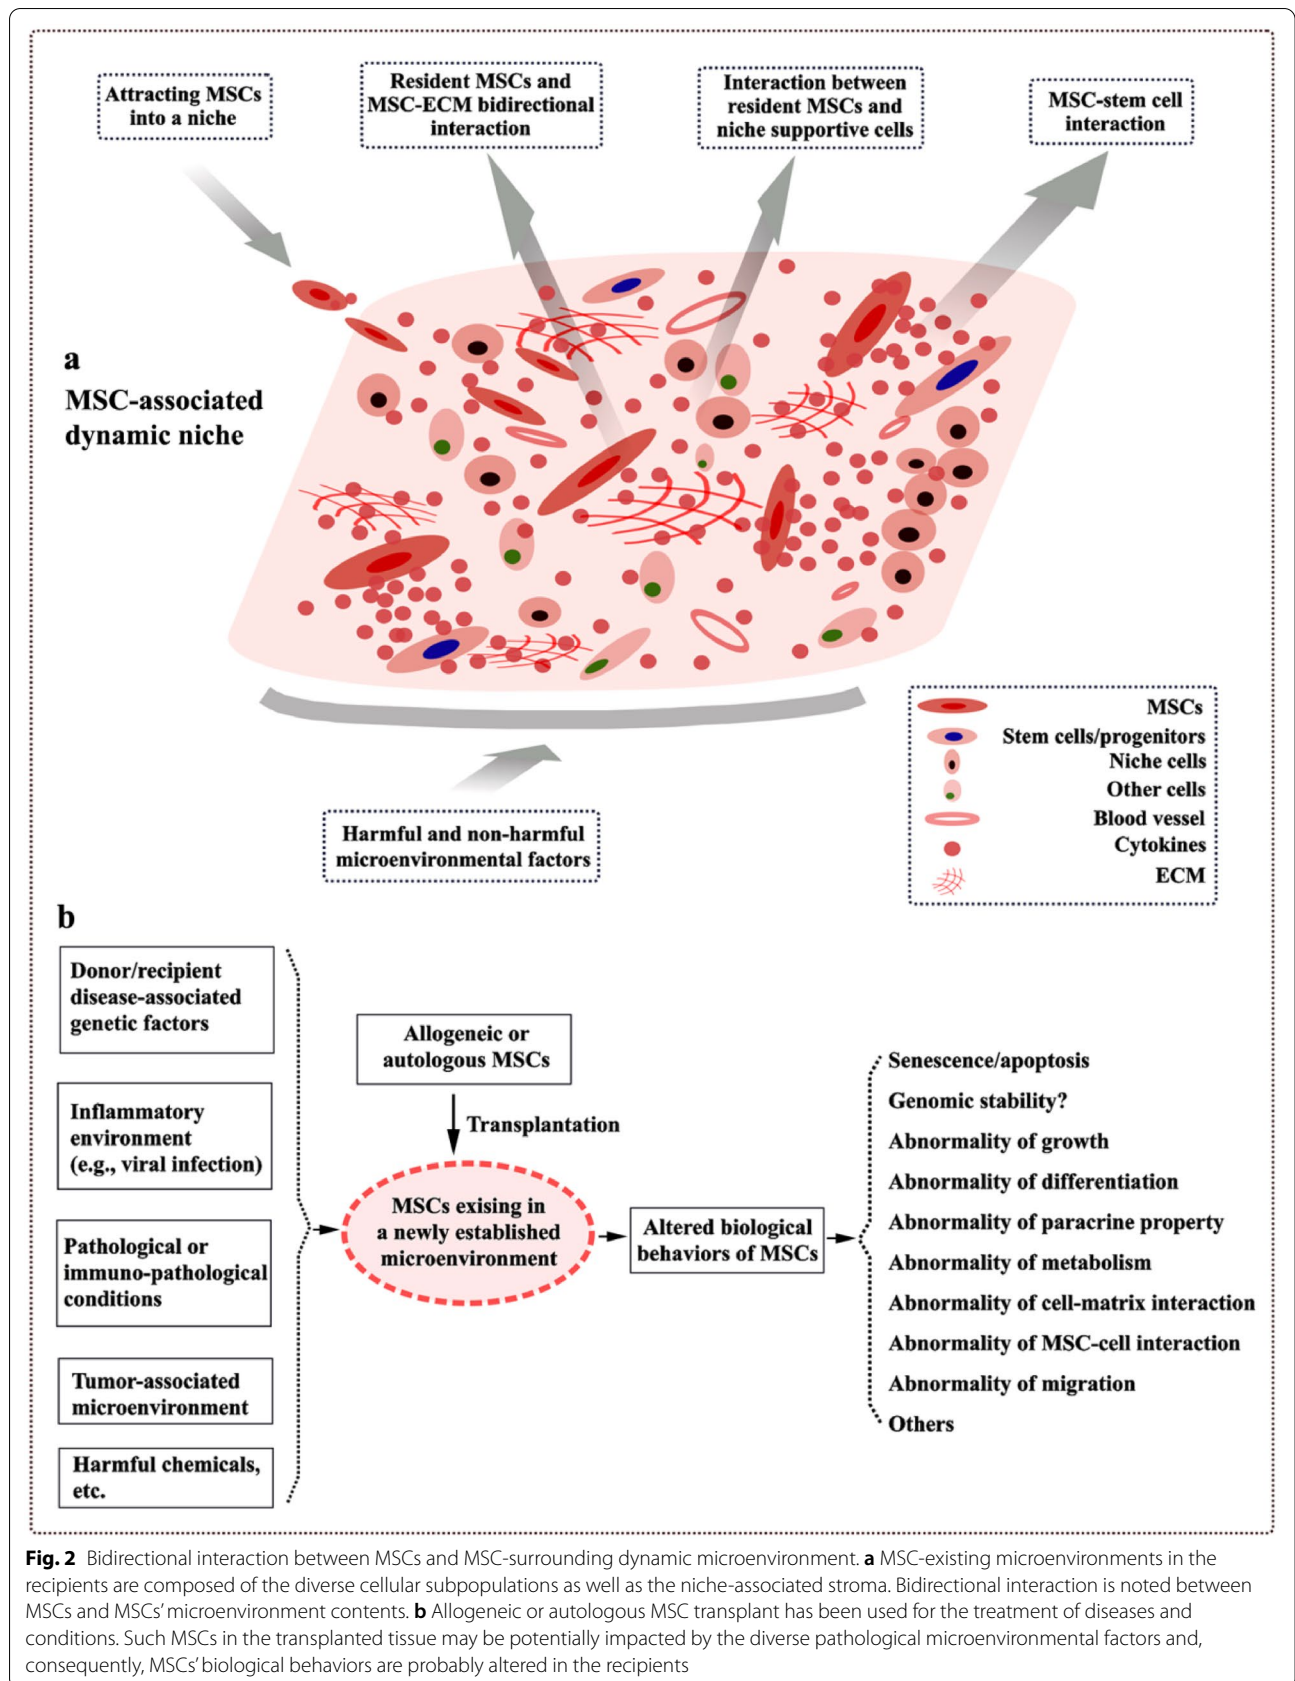 Attracting MSCs
into a niche
Resident MSCs and
MSC-ECM bidirectional
interaction
Interaction between
resident MSCs and
niche supportive cells
MSC-stem cell
interaction
a
MSC-associated
dynamic niche
Harmful and non-harmful
microenvironmental factors
MSCs
Stem cells/progenitors
Niche cells
Other cells
Blood vessel
Cytokines
ECM
b
Donor/recipient
disease-associated
genetic factors
Inflammatory
environment
(e.g., viral infection)
Pathological or
immuno-pathological
conditions
Tumor-associated
microenvironment
Harmful chemicals,
etc.
Allogeneic or
autologous MSCs
Transplantation
MSCs exising in
a newly established
microenvironment
Altered biological
behaviors of MSCs
Senescence/apoptosis
Genomic stability?
Abnormality of growth
Abnormality of differentiation
Abnormality of paracrine property
Abnormality of metabolism
Abnormality of cell-matrix interaction
Abnormality of MSC-cell interaction
Abnormality of migration
Others
Fig. 2 Bidirectional interaction between MSCs and MSC-surrounding dynamic microenvironment. a MSC-existing microenvironments in the
recipients are composed of the diverse cellular subpopulations as well as the niche-associated stroma. Bidirectional interaction is noted between
MSCs and MSCs' microenvironment contents. b Allogeneic or autologous MSC transplant has been used for the treatment of diseases and
conditions. Such MSCs in the transplanted tissue may be potentially impacted by the diverse pathological microenvironmental factors and,
consequently, MSCs' biological behaviors are probably altered in the recipients